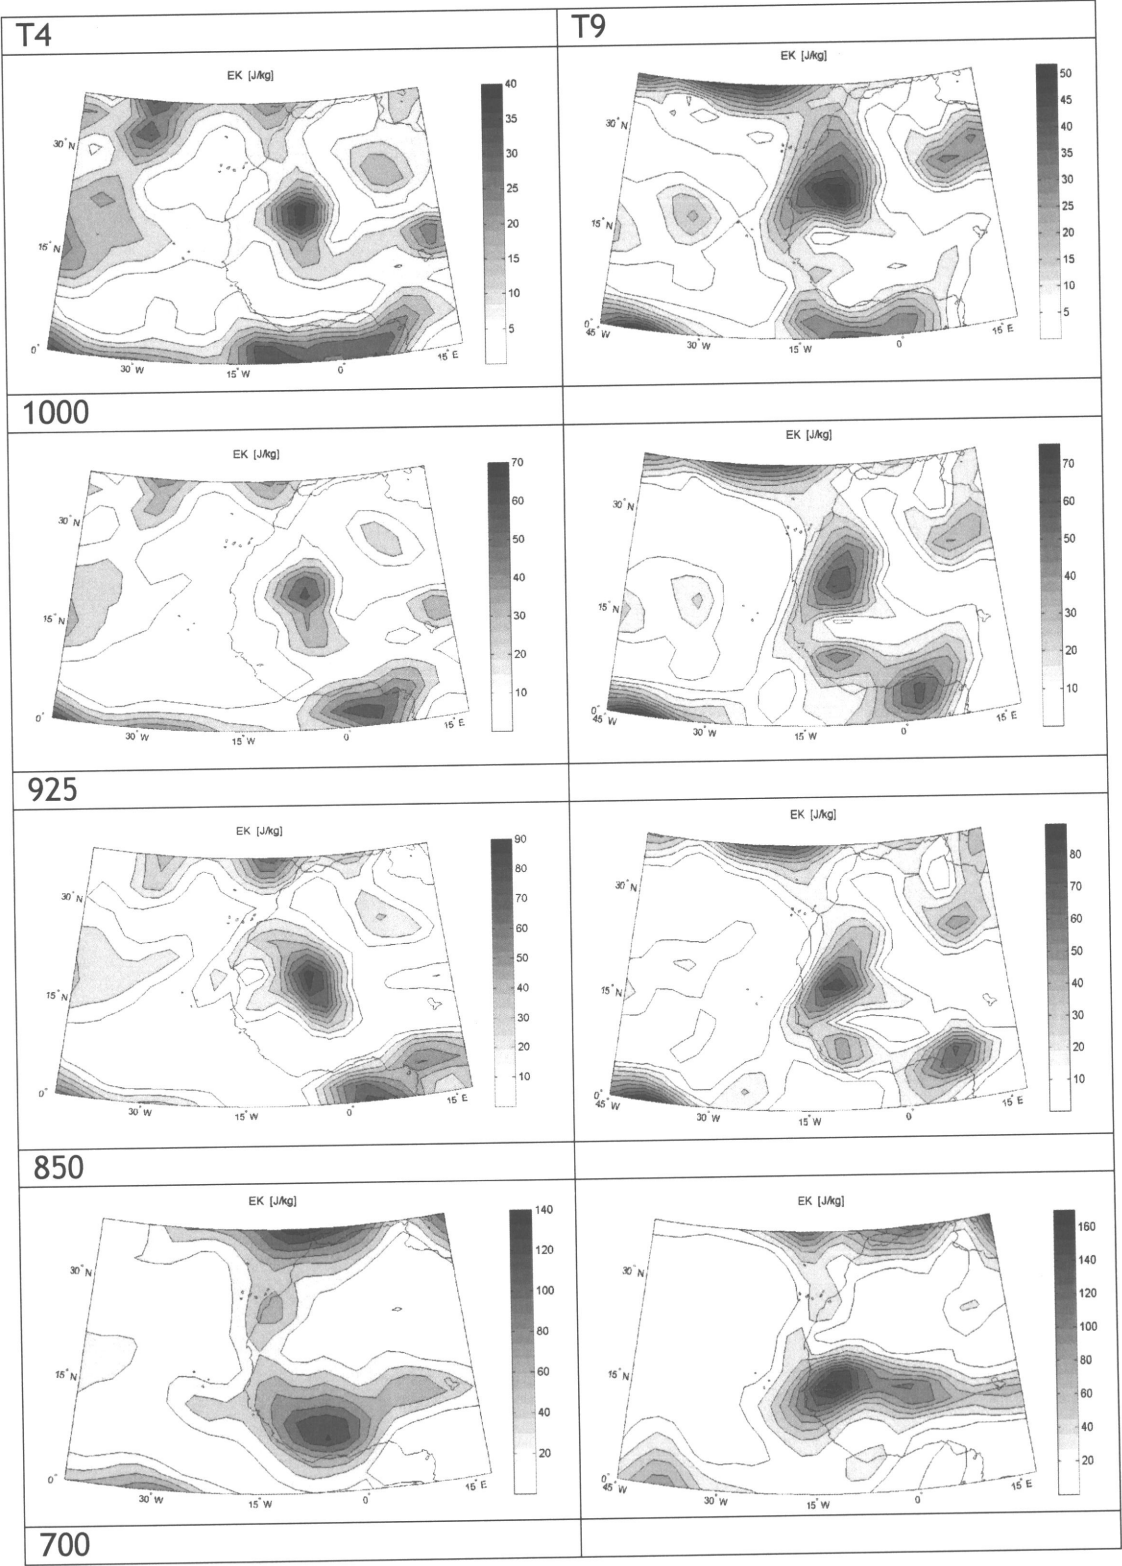 T4 T9
EK [J/kg] EK [J/kg]
40 50
35 45
30 40
25 35
20 30
15 25
10 20
5 15
10
5
30° N 30° N
15° N 15° N
0° 0°
45° W
30° W 15° W 0° 15° E 30° W 15° W 0° 15° E
1000
EK [J/kg] EK [J/kg]
70 70
60 60
50 50
40 40
30 30
20 20
10 10
30° N 30° N
15° N 15° N
0° 0°
45° W
30° W 15° W 0 15° E 30° W 15° W 0° 15° E
925
EK [J/kg] EK [J/kg]
90 80
80 70
70 60
60 50
50 40
40 30
30 20
20 10
10
30° N 30° N
15° N 15° N
0° 0°
45° W
30° W 15° W 0° 15° E 30° W 15° W 0 15° E
850
EK [J/kg] EK [J/kg]
140 160
120 140
100 120
80 100
60 80
40 60
20 40
20
30° N 30° N
15° N 15° N
0° 0°
45° W
30° W 15° W 0 15° E 30° W 15° W 0 15° E
700